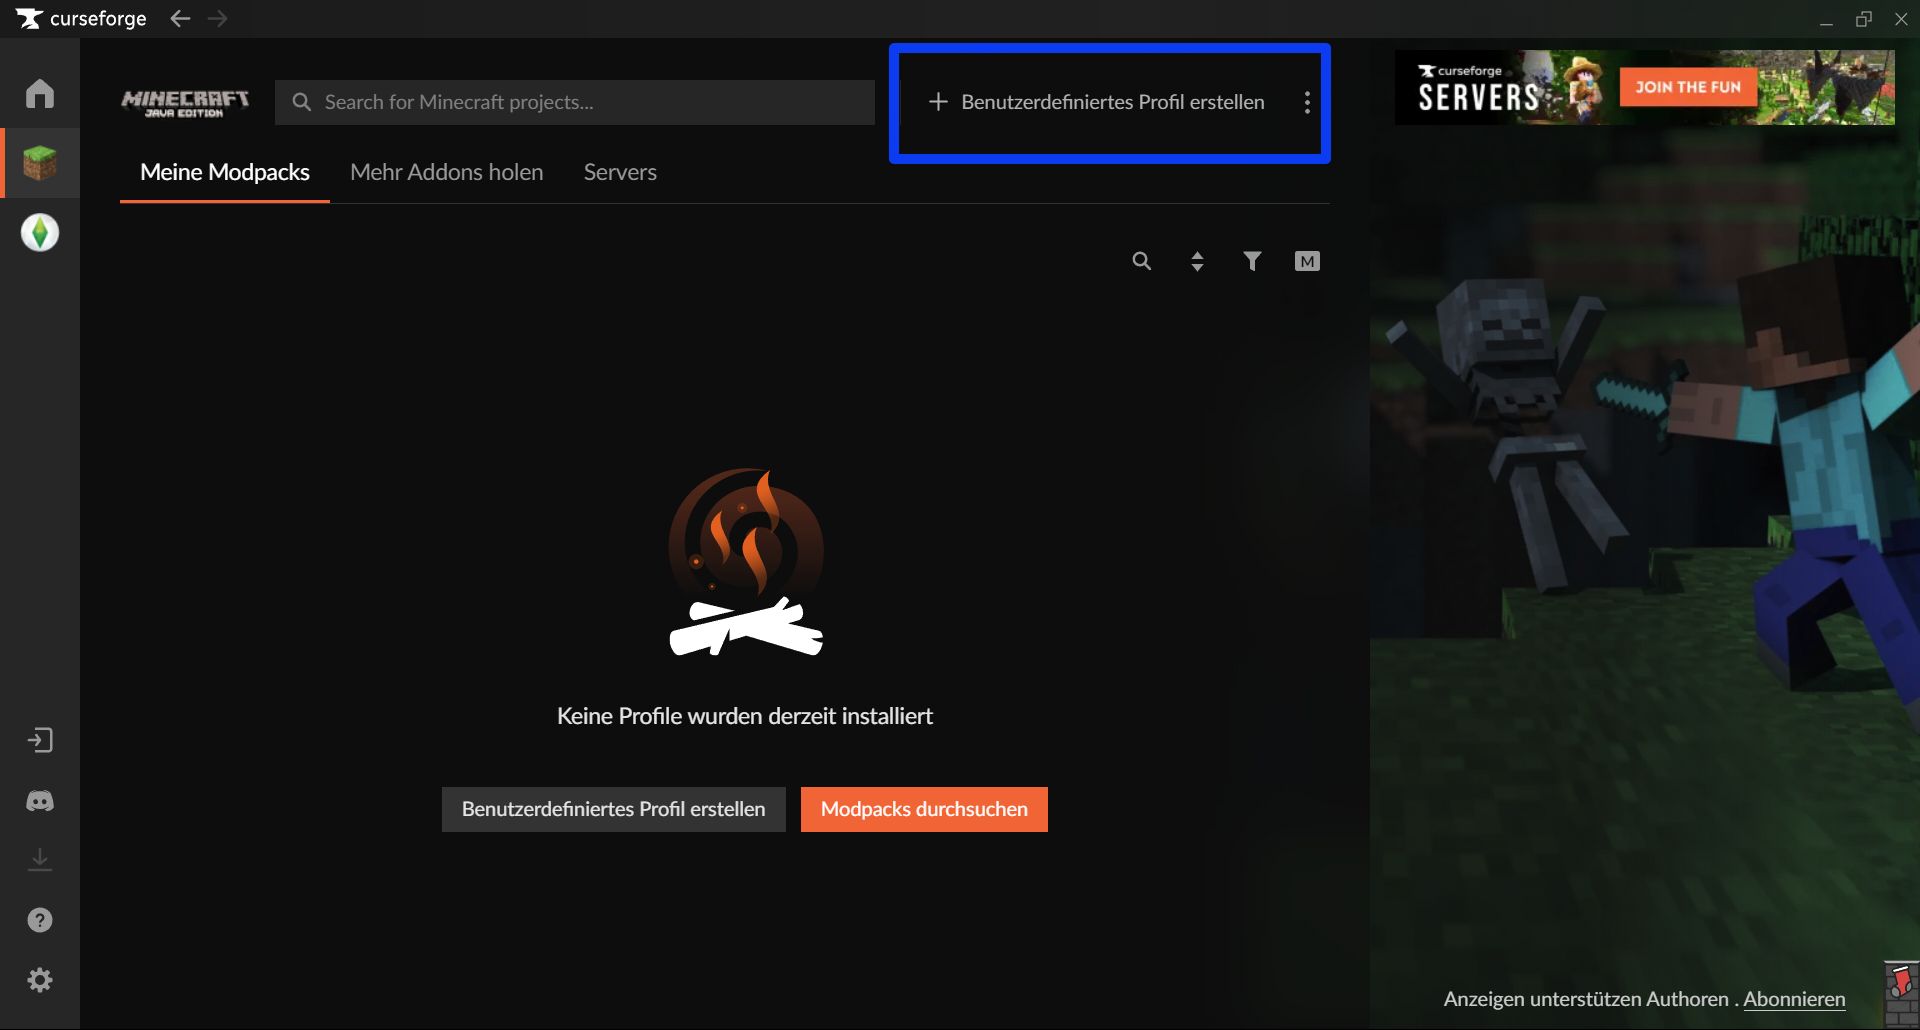 curseforge
MINECRAFT
JAVA EDITION
Search for Minecraft projects...
Benutzerdefiniertes Profil erstellen
curseforge
SERVERS
JOIN THE FUN
Meine Modpacks
Mehr Addons holen
Servers
M
Keine Profile wurden derzeit installiert
Benutzerdefiniertes Profil erstellen
Modpacks durchsuchen
?
Anzeigen unterstützen Authoren . Abonnieren